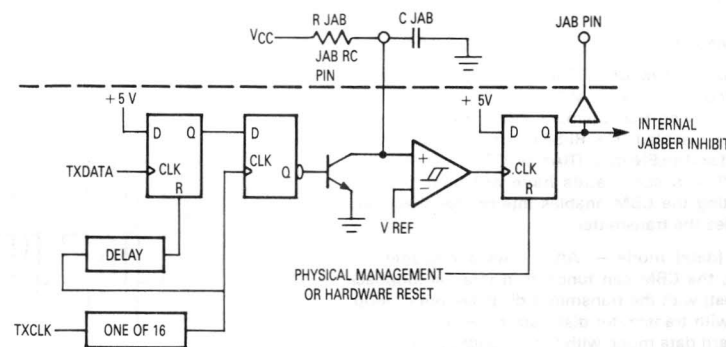 R JAB
C JAB
JAB PIN
VCC
JAB RC
PIN
+ 5 V
+ 5V
INTERNAL
JABBER INHIBIT
D Q
D
D Q
TXDATA
CLK
CLK
Q
+
−
CLK
R
R
V REF
DELAY
PHYSICAL MANAGEMENT
OR HARDWARE RESET
TXCLK
ONE OF 16